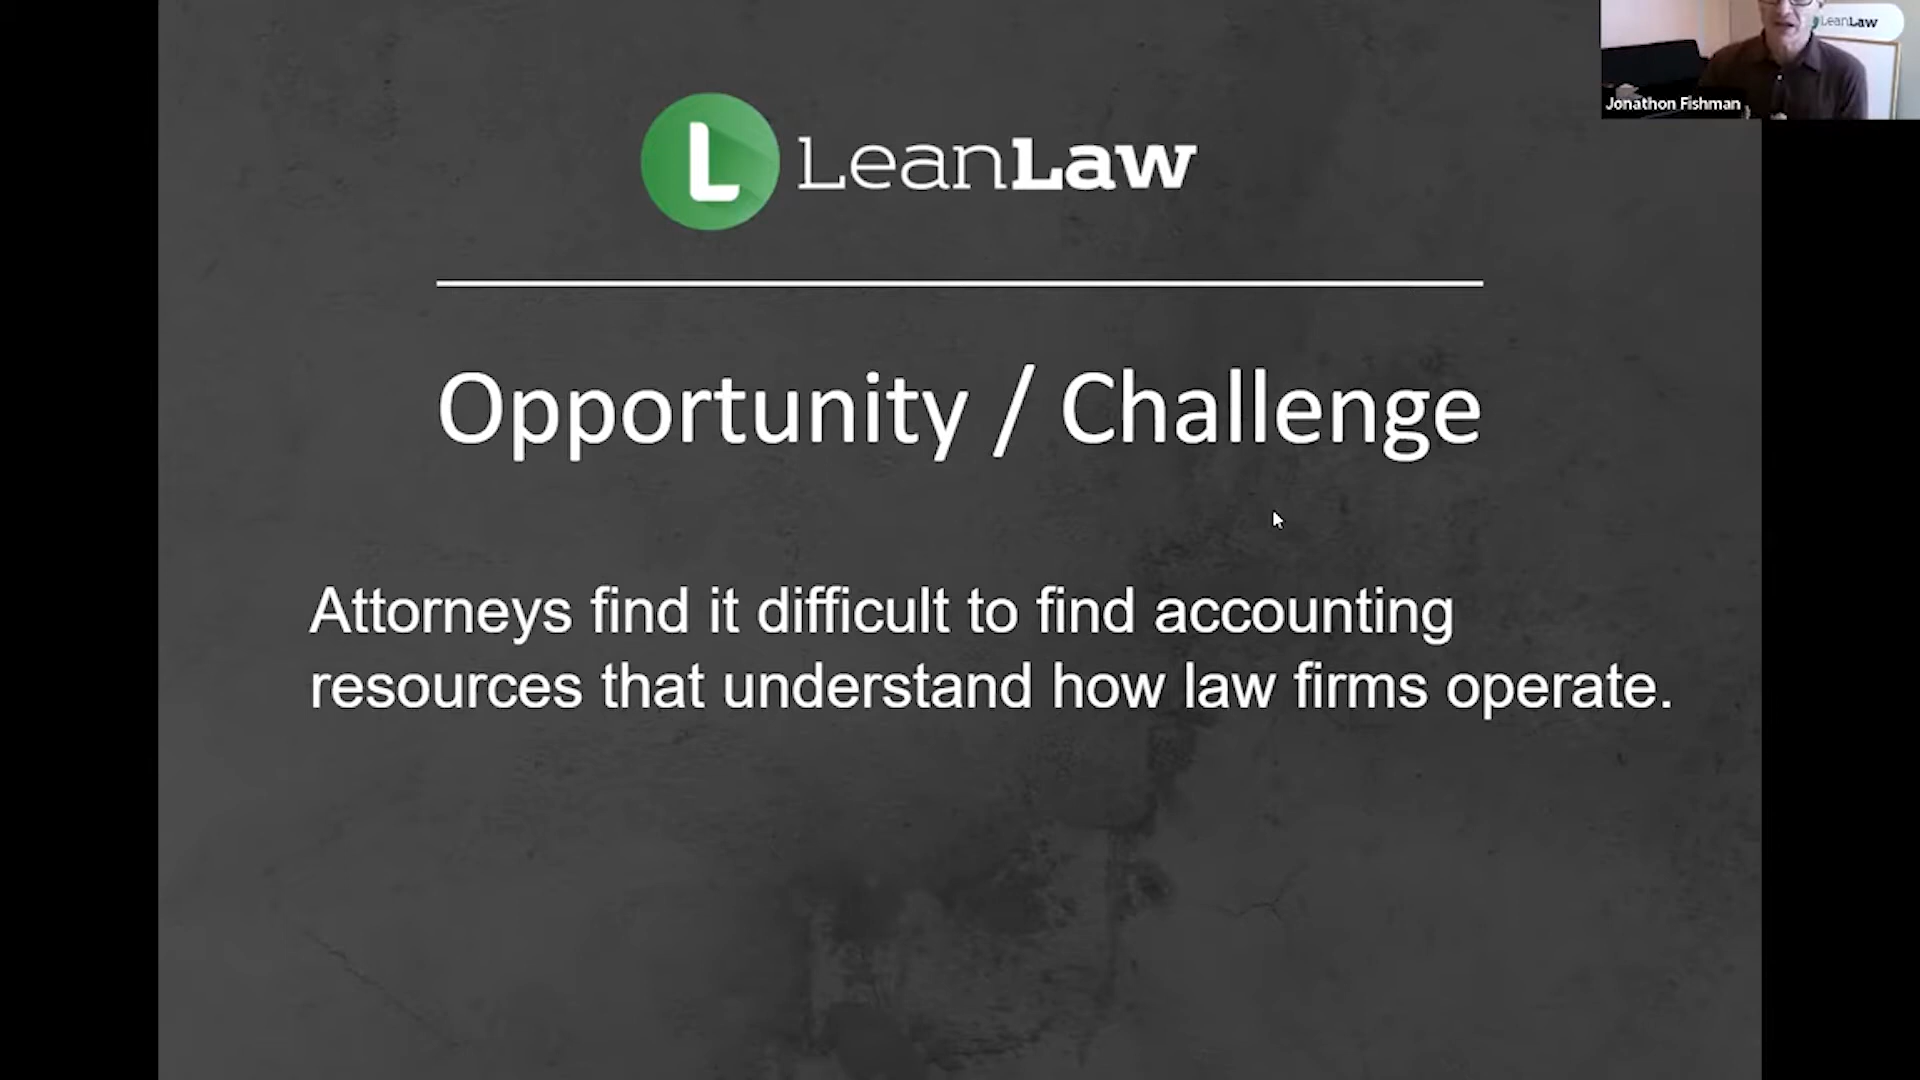 LeanLaw
Jonathon Fishman
L LeanLaw
Opportunity / Challenge
Attorneys find it difficult to find accounting
resources that understand how law firms operate.